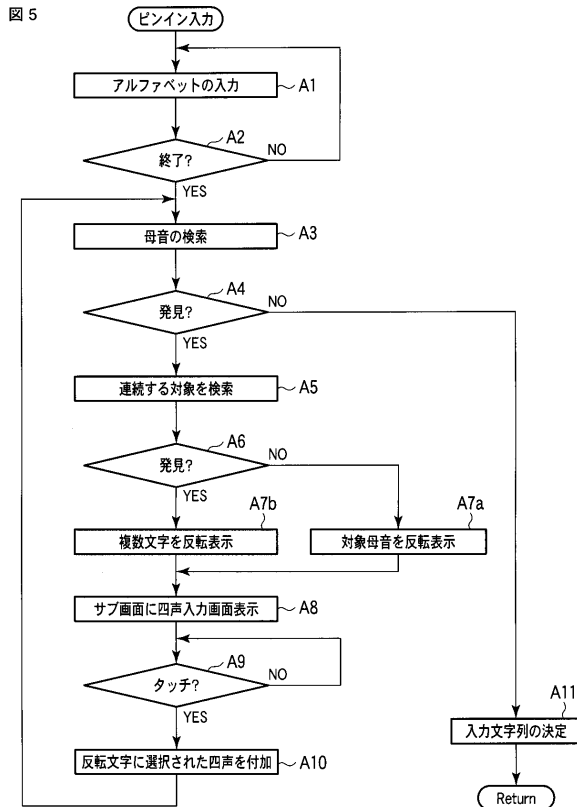 図 5
ピンイン入力
アルファベットの入力
A1
A2
終了?
NO
YES
母音の検索
A3
A4
発見?
NO
YES
連続する対象を検索
A5
A6
発見?
NO
YES
A7b
A7a
複数文字を反転表示
対象母音を反転表示
サブ画面に四声入力画面表示
A8
A9
タッチ?
NO
YES
A11
入力文字列の決定
反転文字に選択された四声を付加
A10
Return